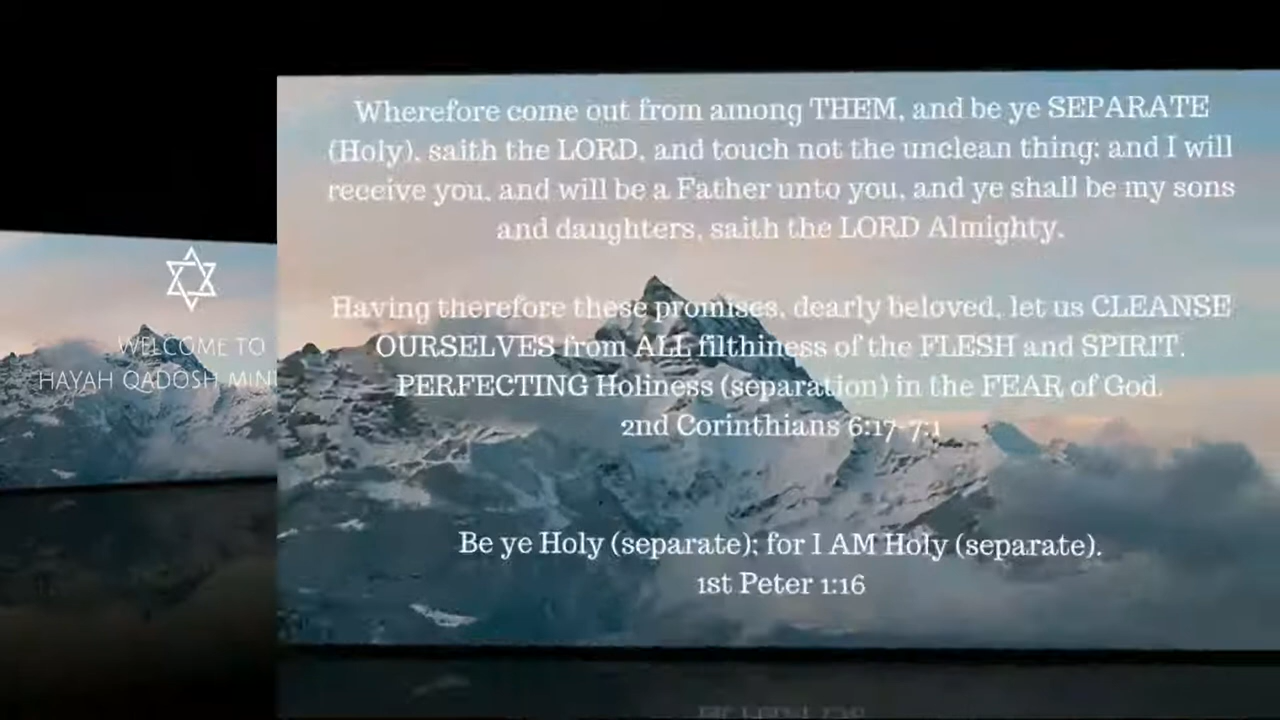 WELCOME TO
HAYAH QADOSH
Wherefore come out from among THEM, and be ye SEPARATE
(Holy), saith the LORD, and touch not the unclean thing; and I will
receive you, and will be a Father unto you, and ye shall be my sons
and daughters, saith the LORD Almighty.
Having therefore these promises, dearly beloved, let us CLEANSE
OURSELVES from ALL filthiness of the FLESH and SPIRIT,
PERFECTING Holiness (separation) in the FEAR of God.
2nd Corinthians 6:17-7:1
Be ye Holy (separate); for I AM Holy (separate).
1st Peter 1:16